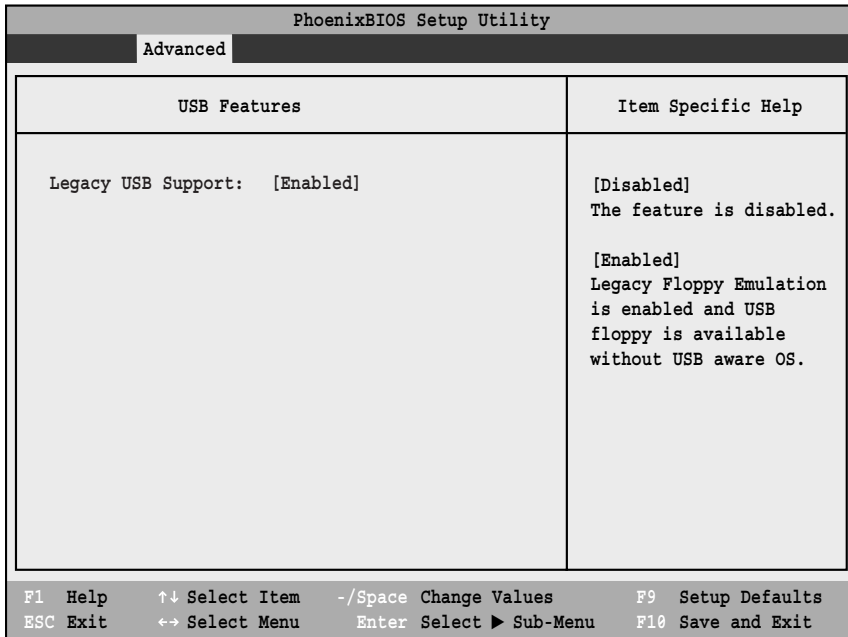 PhoenixBIOS Setup Utility
Advanced
USB Features
Item Specific Help
Legacy USB Support: [Enabled]
[Disabled]
The feature is disabled.
[Enabled]
Legacy Floppy Emulation
is enabled and USB
floppy is available
without USB aware OS.
F1 Help ↑↓ Select Item -/Space Change Values F9 Setup Defaults
ESC Exit ←→ Select Menu Enter Select ▶ Sub-Menu F10 Save and Exit